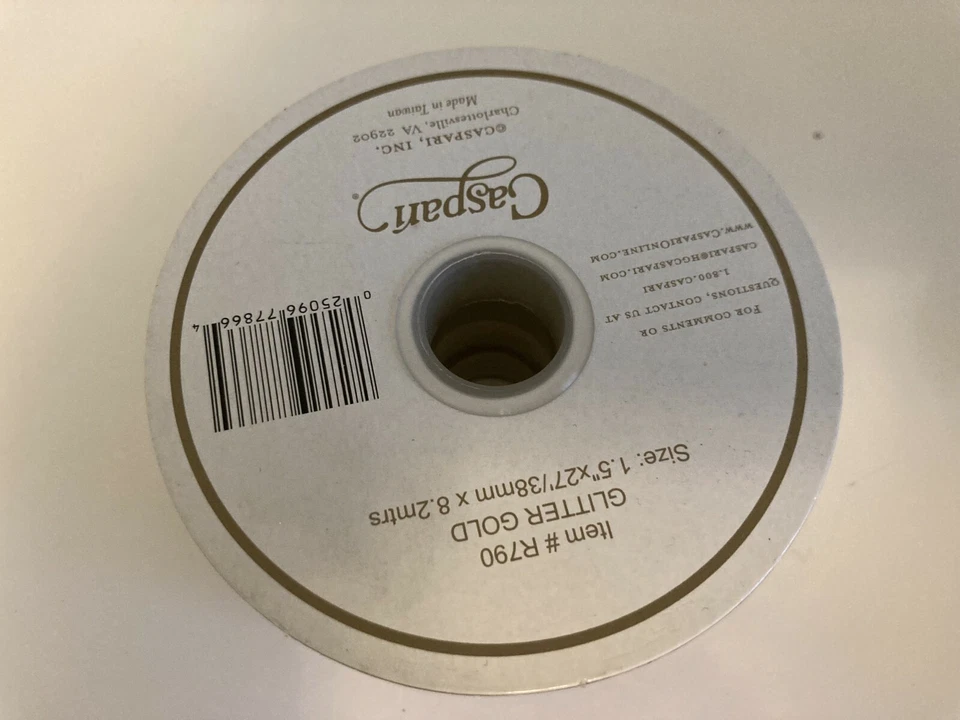 Item # R790
GLITTER GOLD
Size: 1.5"x27'/38mm x 8.2mtrs
FOR COMMENTS OR
QUESTIONS, CONTACT US AT
1.800.CASPARI
CASPARI@HGCASPARI.COM
WWW.CASPARIONLINE.COM
0 25096 77866 4
Caspari®
©CASPARI, INC.
Charlottesville, VA 22902
Made in Taiwan